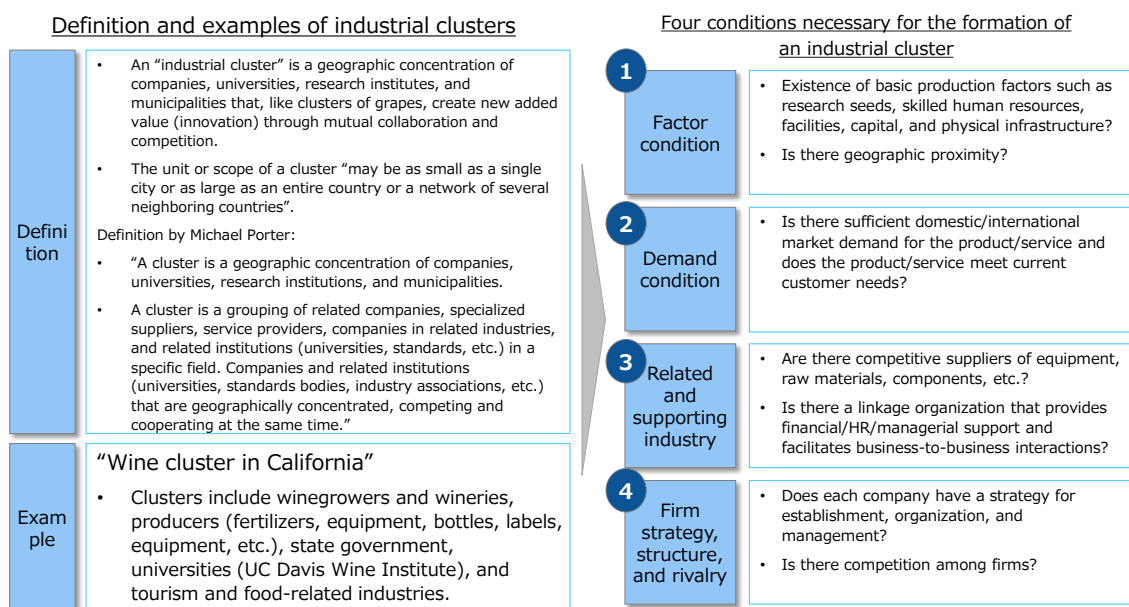 Definition and examples of industrial clusters
Defini
tion
• An “industrial cluster” is a geographic concentration of
companies, universities, research institutes, and
municipalities that, like clusters of grapes, create new added
value (innovation) through mutual collaboration and
competition.
• The unit or scope of a cluster “may be as small as a single
city or as large as an entire country or a network of several
neighboring countries”.
Definition by Michael Porter:
• “A cluster is a geographic concentration of companies,
universities, research institutions, and municipalities.
• A cluster is a grouping of related companies, specialized
suppliers, service providers, companies in related industries,
and related institutions (universities, standards, etc.) in a
specific field. Companies and related institutions
(universities, standards bodies, industry associations, etc.)
that are geographically concentrated, competing and
cooperating at the same time.”
Exam
ple
“Wine cluster in California”
• Clusters include winegrowers and wineries,
producers (fertilizers, equipment, bottles, labels,
equipment, etc.), state government,
universities (UC Davis Wine Institute), and
tourism and food-related industries.
Four conditions necessary for the formation of
an industrial cluster
1
Factor
condition
• Existence of basic production factors such as
research seeds, skilled human resources,
facilities, capital, and physical infrastructure?
• Is there geographic proximity?
2
Demand
condition
• Is there sufficient domestic/international
market demand for the product/service and
does the product/service meet current
customer needs?
3
Related
and
supporting
industry
• Are there competitive suppliers of equipment,
raw materials, components, etc.?
• Is there a linkage organization that provides
financial/HR/managerial support and
facilitates business-to-business interactions?
4
Firm
strategy,
structure,
and rivalry
• Does each company have a strategy for
establishment, organization, and
management?
• Is there competition among firms?